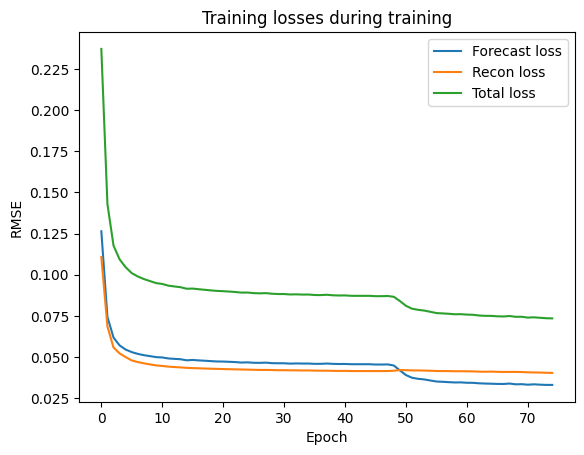 Training losses during training
Forecast loss
Recon loss
Total loss
0.225
0.200
0.175
0.150
0.125
0.100
0.075
0.050
0.025
RMSE
0 10 20 30 40 50 60 70
Epoch